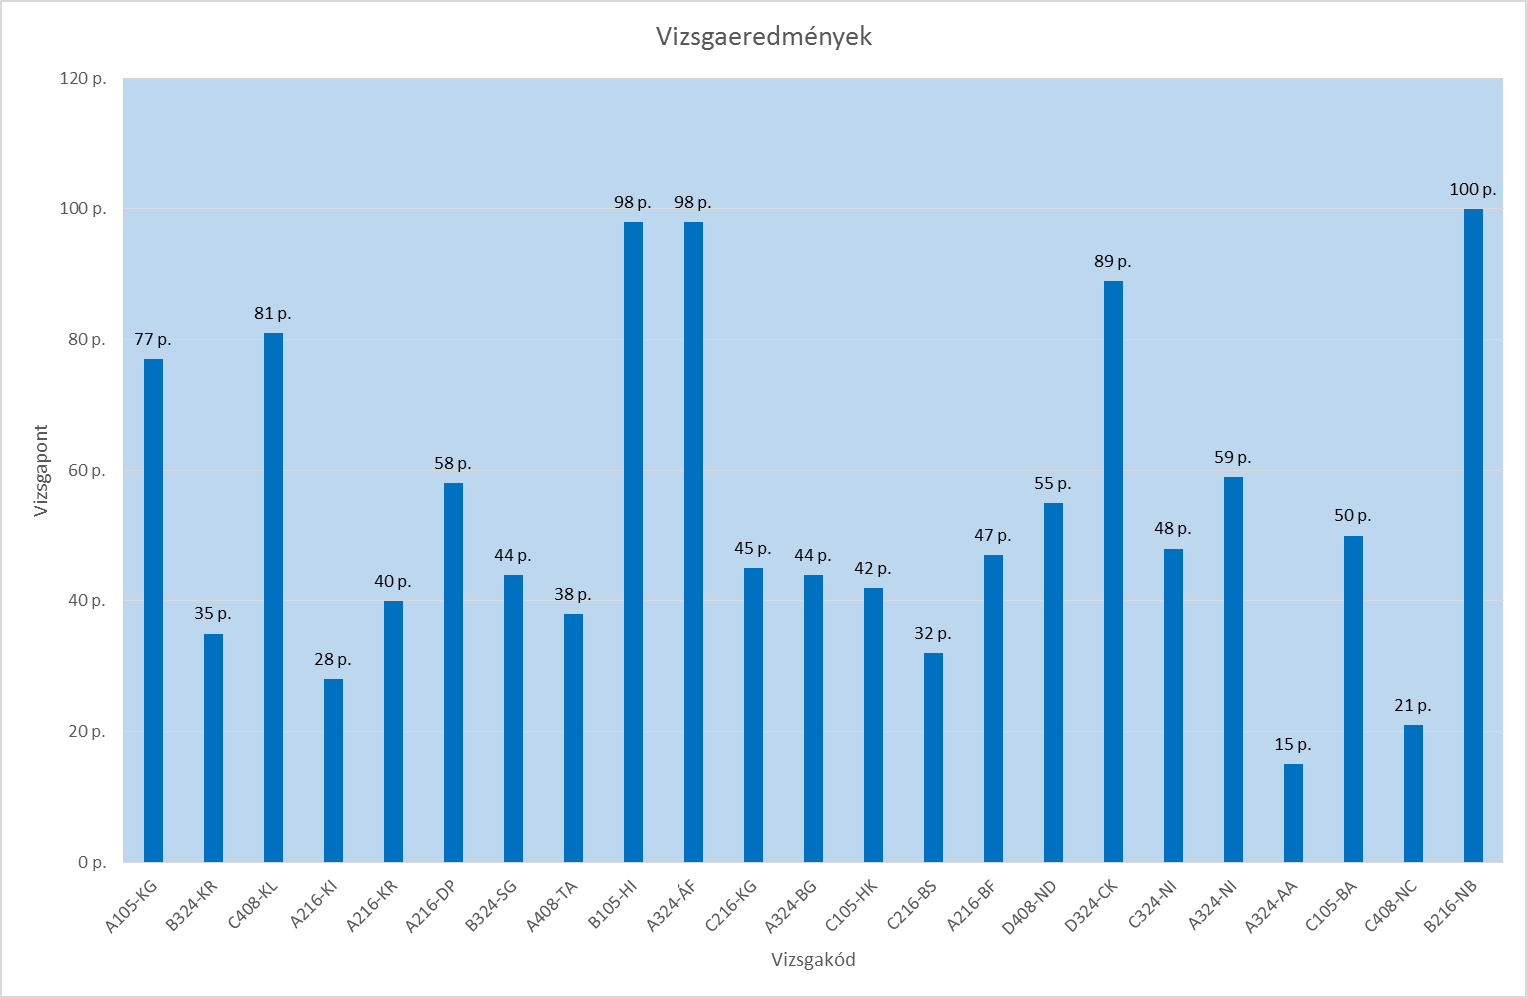 Vizsgaeredmények
120 p.
100 p.
80 p.
60 p.
40 p.
20 p.
0 p.
Vizsgapont
77 p.
35 p.
81 p.
28 p.
40 p.
58 p.
44 p.
38 p.
98 p.
98 p.
45 p.
44 p.
42 p.
32 p.
47 p.
55 p.
89 p.
48 p.
59 p.
15 p.
50 p.
21 p.
100 p.
A105-KG
B324-KR
C408-KL
A216-KI
A216-KR
A216-DP
B324-SG
A408-TA
B105-HI
A324-ÁF
C216-KG
A324-BG
C105-HK
C216-BS
A216-BF
D408-ND
D324-CK
C324-NI
A324-NI
A324-AA
C105-BA
C408-NC
B216-NB
Vizsgakód